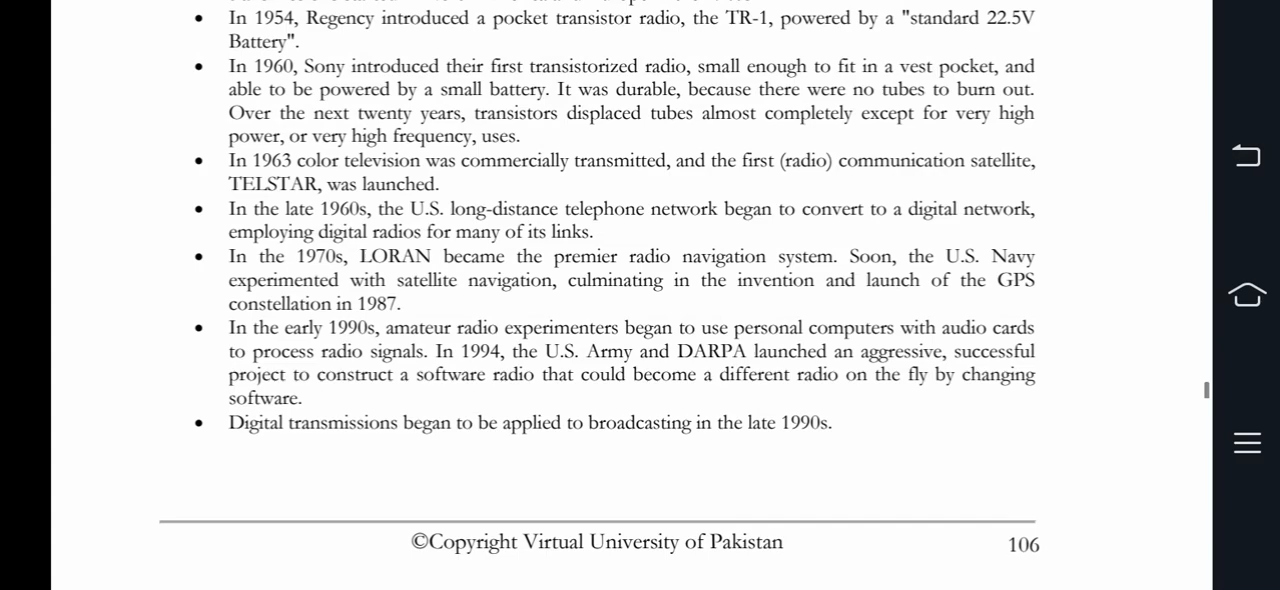 • In 1954, Regency introduced a pocket transistor radio, the TR-1, powered by a "standard 22.5V
Battery".
• In 1960, Sony introduced their first transistorized radio, small enough to fit in a vest pocket, and
able to be powered by a small battery. It was durable, because there were no tubes to burn out.
Over the next twenty years, transistors displaced tubes almost completely except for very high
power, or very high frequency, uses.
• In 1963 color television was commercially transmitted, and the first (radio) communication satellite,
TELSTAR, was launched.
• In the late 1960s, the U.S. long-distance telephone network began to convert to a digital network,
employing digital radios for many of its links.
• In the 1970s, LORAN became the premier radio navigation system. Soon, the U.S. Navy
experimented with satellite navigation, culminating in the invention and launch of the GPS
constellation in 1987.
• In the early 1990s, amateur radio experimenters began to use personal computers with audio cards
to process radio signals. In 1994, the U.S. Army and DARPA launched an aggressive, successful
project to construct a software radio that could become a different radio on the fly by changing
software.
• Digital transmissions began to be applied to broadcasting in the late 1990s.
©Copyright Virtual University of Pakistan
106